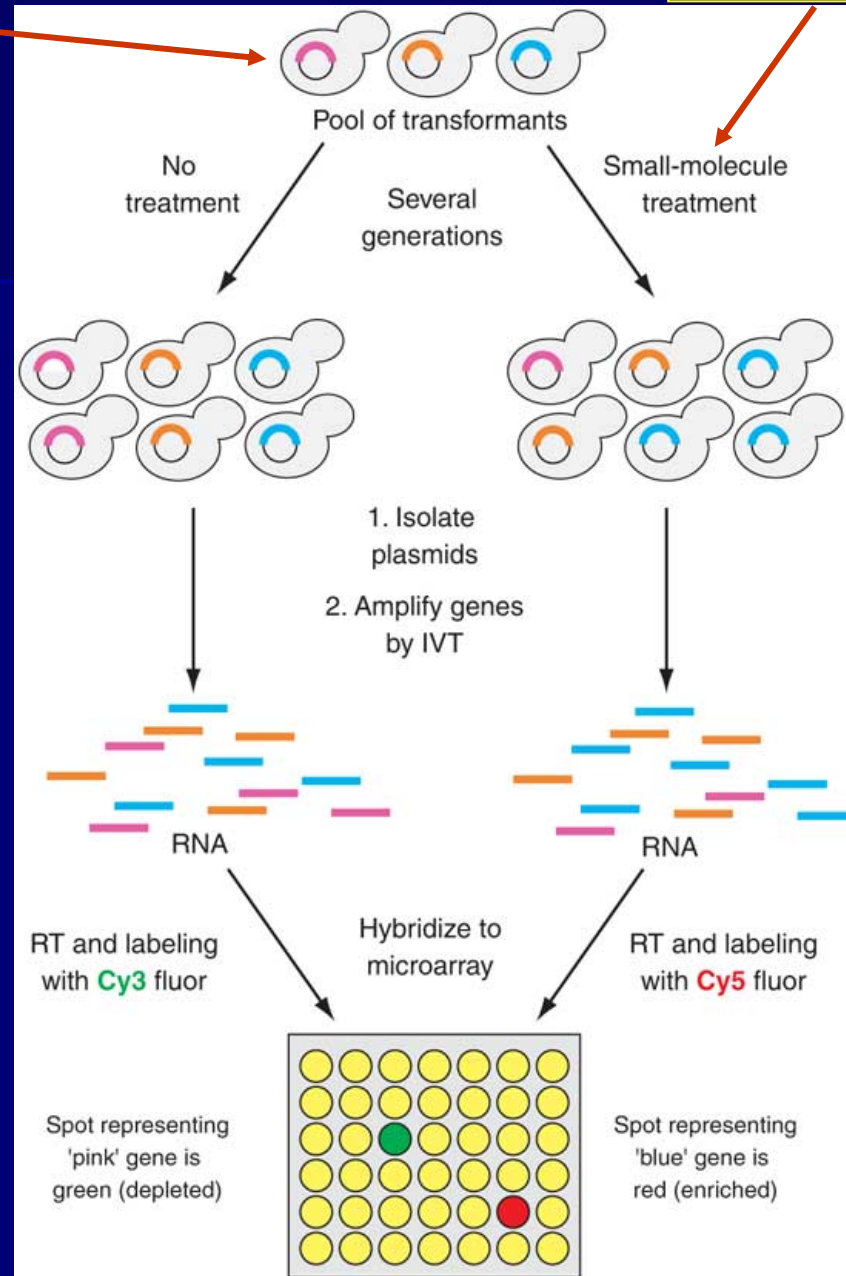 Pool of transformants
No
treatment
Several
generations
Small-molecule
treatment
1. Isolate
plasmids
2. Amplify genes
by IVT
RNA
RNA
RT and labeling
with Cy3 fluor
Hybridize to
microarray
RT and labeling
with Cy5 fluor
Spot representing
'pink' gene is
green (depleted)
Spot representing
'blue' gene is
red (enriched)